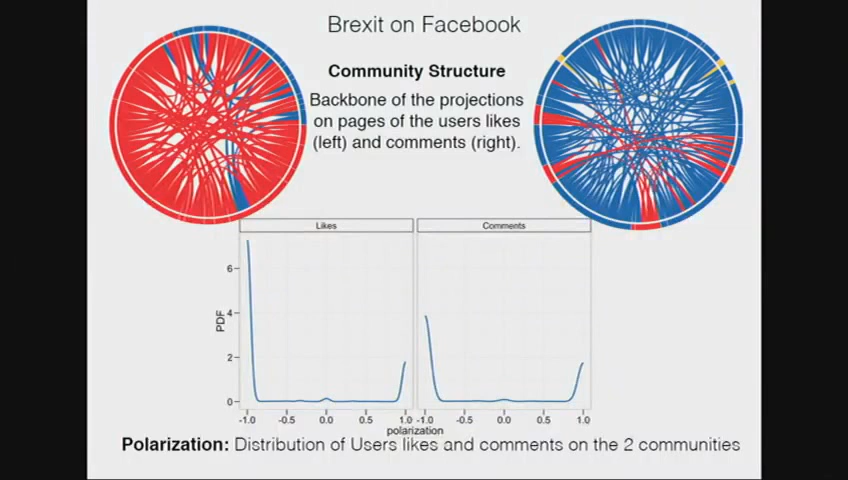 Brexit on Facebook
Community Structure
Backbone of the projections
on pages of the users likes
(left) and comments (right).
Likes
Comments
PDF
6
4
2
0
-1.0 -0.5 0.0 0.5 1.0 -1.0 -0.5 0.0 0.5 1.0
polarization
Polarization: Distribution of Users likes and comments on the 2 communities